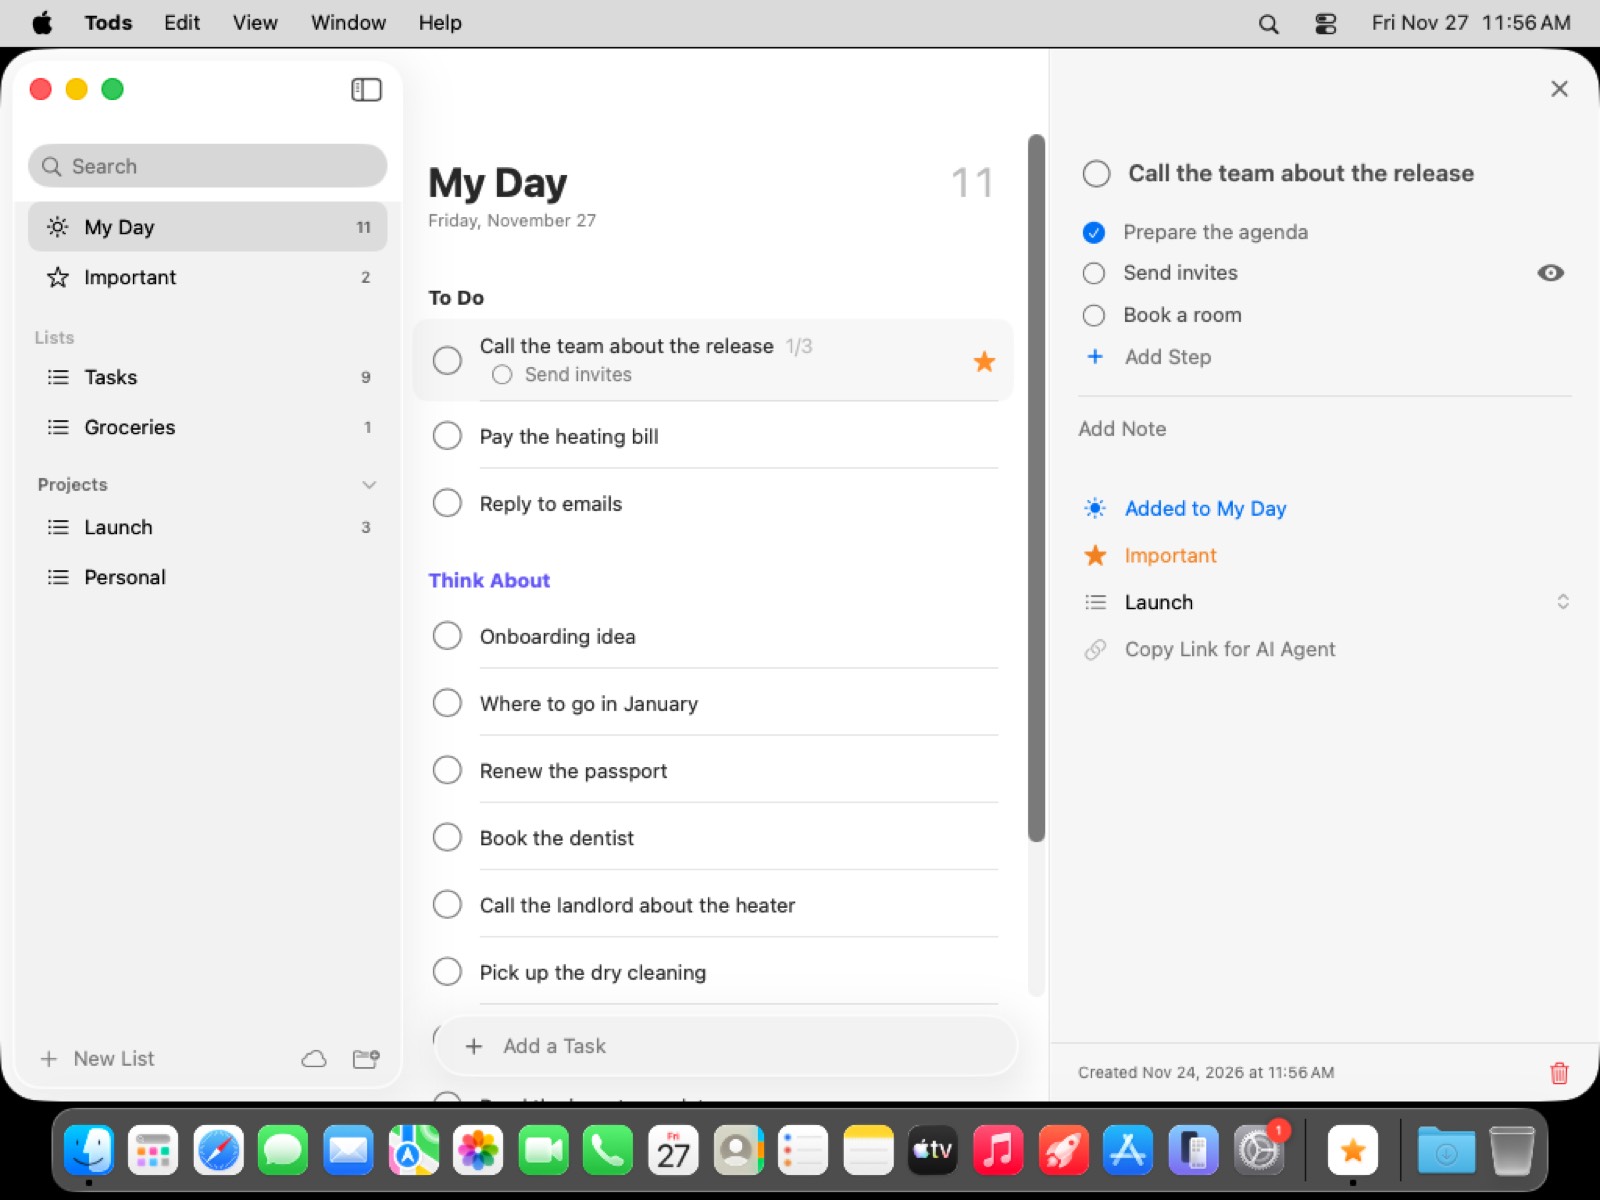 Tods Edit View Window Help Fri Nov 27 11:56 AM
Search
My Day 11
Important 2
Lists
Tasks 9
Groceries 1
Projects
Launch 3
Personal
New List
My Day 11
Friday, November 27
To Do
Call the team about the release 1/3
Send invites
Pay the heating bill
Reply to emails
Think About
Onboarding idea
Where to go in January
Renew the passport
Book the dentist
Call the landlord about the heater
Pick up the dry cleaning
Add a Task
Call the team about the release
Prepare the agenda
Send invites
Book a room
Add Step
Add Note
Added to My Day
Important
Launch
Copy Link for AI Agent
Created Nov 24, 2026 at 11:56 AM
Fri
27
tv
1